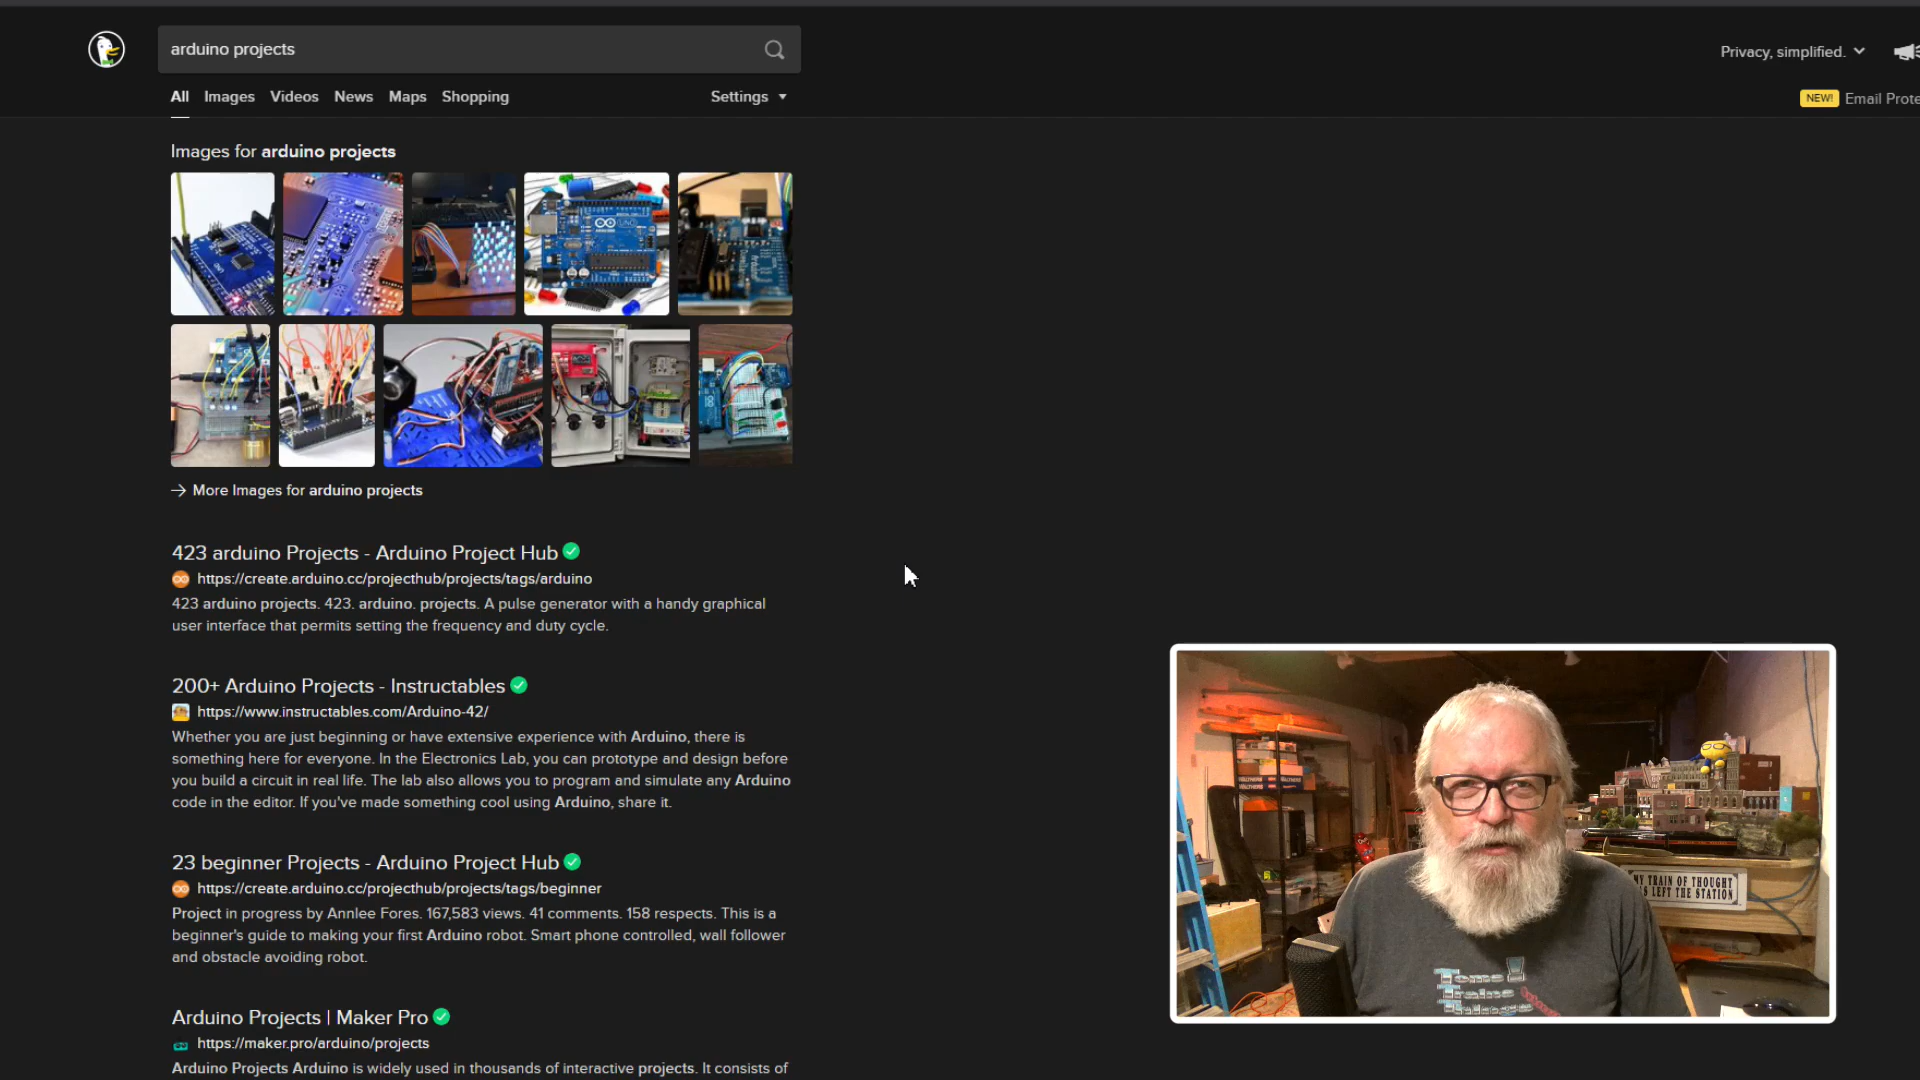 arduino projects
Privacy, simplified.
All Images Videos News Maps Shopping Settings
NEW! Email Prote
Images for arduino projects
UNO
More Images for arduino projects
423 arduino Projects - Arduino Project Hub
https://create.arduino.cc/projecthub/projects/tags/arduino
423 arduino projects. 423. arduino. projects. A pulse generator with a handy graphical
user interface that permits setting the frequency and duty cycle.
200+ Arduino Projects - Instructables
https://www.instructables.com/Arduino-42/
Whether you are just beginning or have extensive experience with Arduino, there is
something here for everyone. In the Electronics Lab, you can prototype and design before
you build a circuit in real life. The lab also allows you to program and simulate any Arduino
code in the editor. If you've made something cool using Arduino, share it.
23 beginner Projects - Arduino Project Hub
https://create.arduino.cc/projecthub/projects/tags/beginner
Project in progress by Annlee Fores. 167,583 views. 41 comments. 158 respects. This is a
beginner's guide to making your first Arduino robot. Smart phone controlled, wall follower
and obstacle avoiding robot.
Arduino Projects | Maker Pro
https://maker.pro/arduino/projects
Arduino Projects Arduino is widely used in thousands of interactive projects. It consists of
MY TRAIN OF THOUGHT
LEFT THE STATION
Toms
Trains